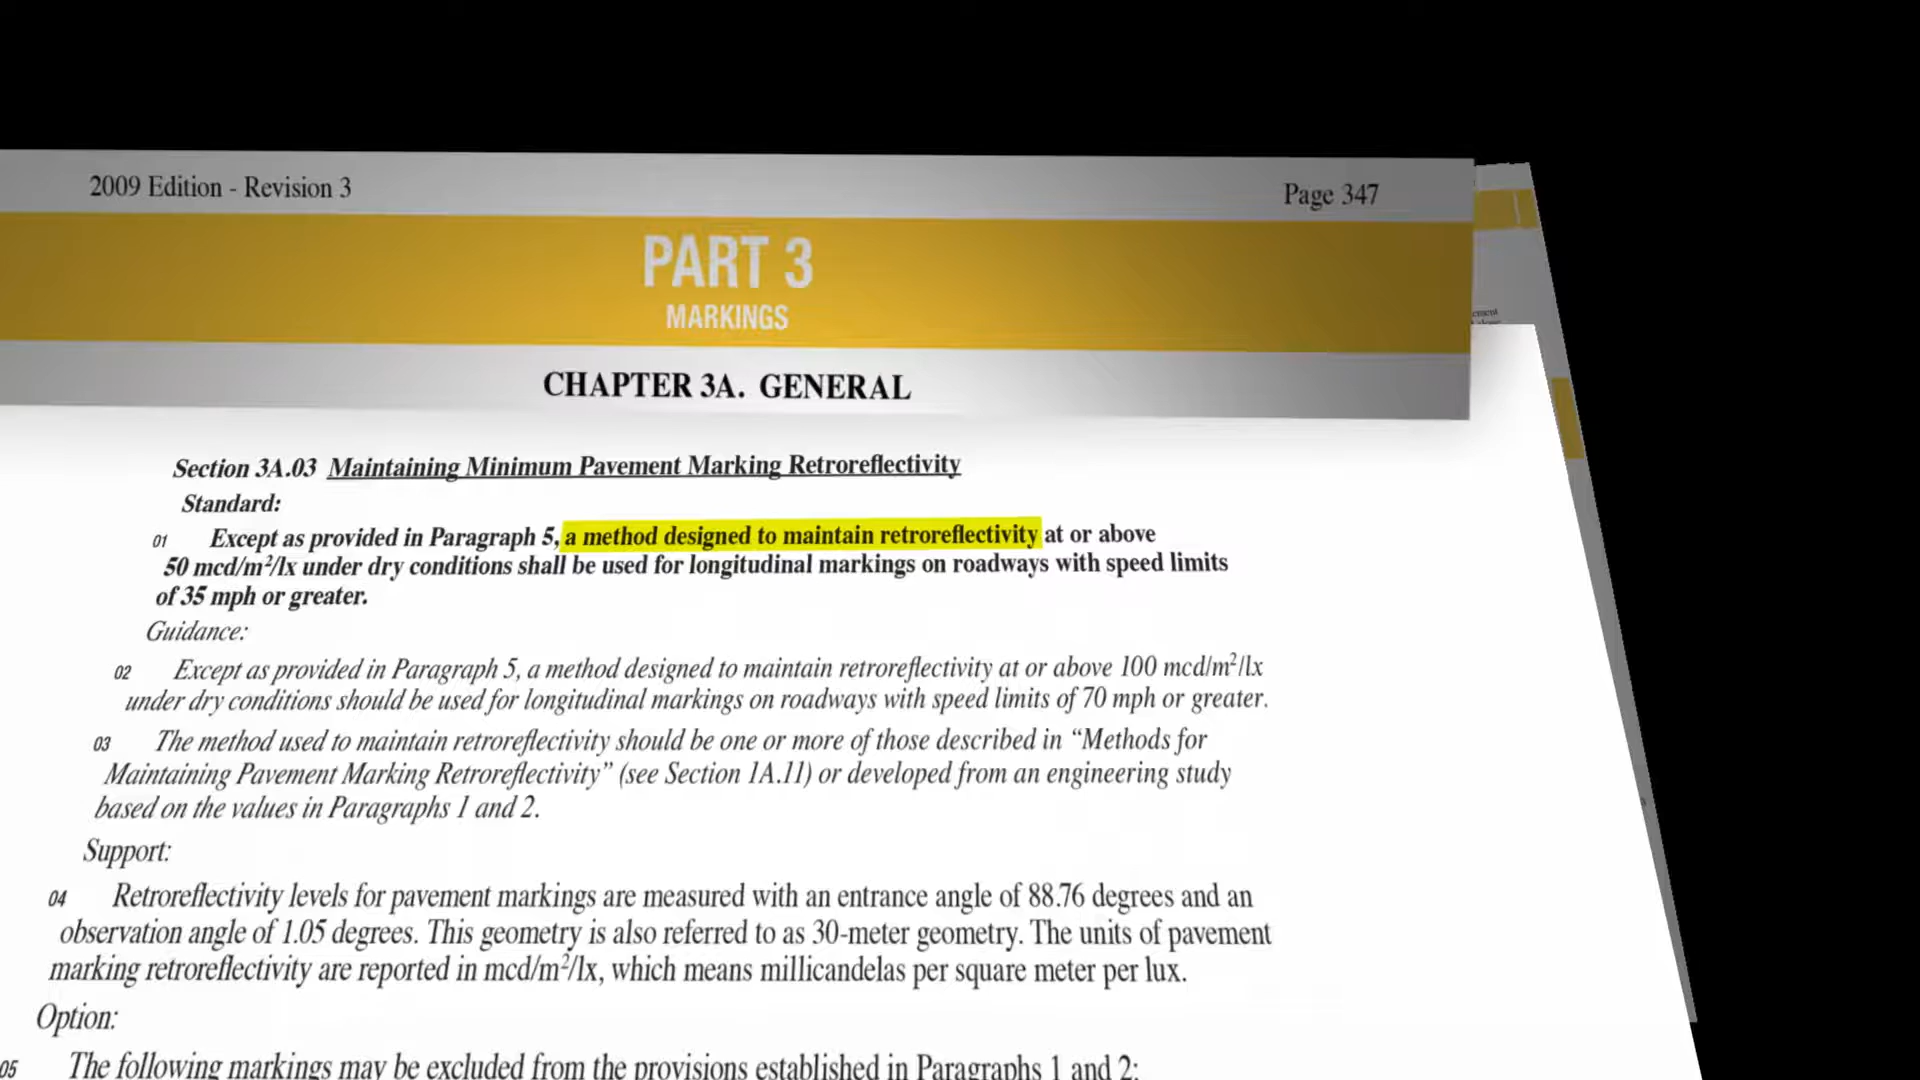 2009 Edition - Revision 3
Page 347
PART 3
MARKINGS
CHAPTER 3A. GENERAL
Section 3A.03 Maintaining Minimum Pavement Marking Retroreflectivity
Standard:
01 Except as provided in Paragraph 5, a method designed to maintain retroreflectivity at or above
50 mcd/m²/lx under dry conditions shall be used for longitudinal markings on roadways with speed limits
of 35 mph or greater.
Guidance:
02 Except as provided in Paragraph 5, a method designed to maintain retroreflectivity at or above 100 mcd/m²/lx
under dry conditions should be used for longitudinal markings on roadways with speed limits of 70 mph or greater.
03 The method used to maintain retroreflectivity should be one or more of those described in “Methods for
Maintaining Pavement Marking Retroreflectivity” (see Section 1A.11) or developed from an engineering study
based on the values in Paragraphs 1 and 2.
Support:
04 Retroreflectivity levels for pavement markings are measured with an entrance angle of 88.76 degrees and an
observation angle of 1.05 degrees. This geometry is also referred to as 30-meter geometry. The units of pavement
marking retroreflectivity are reported in mcd/m²/lx, which means millicandelas per square meter per lux.
Option:
05 The following markings may be excluded from the provisions established in Paragraphs 1 and 2: